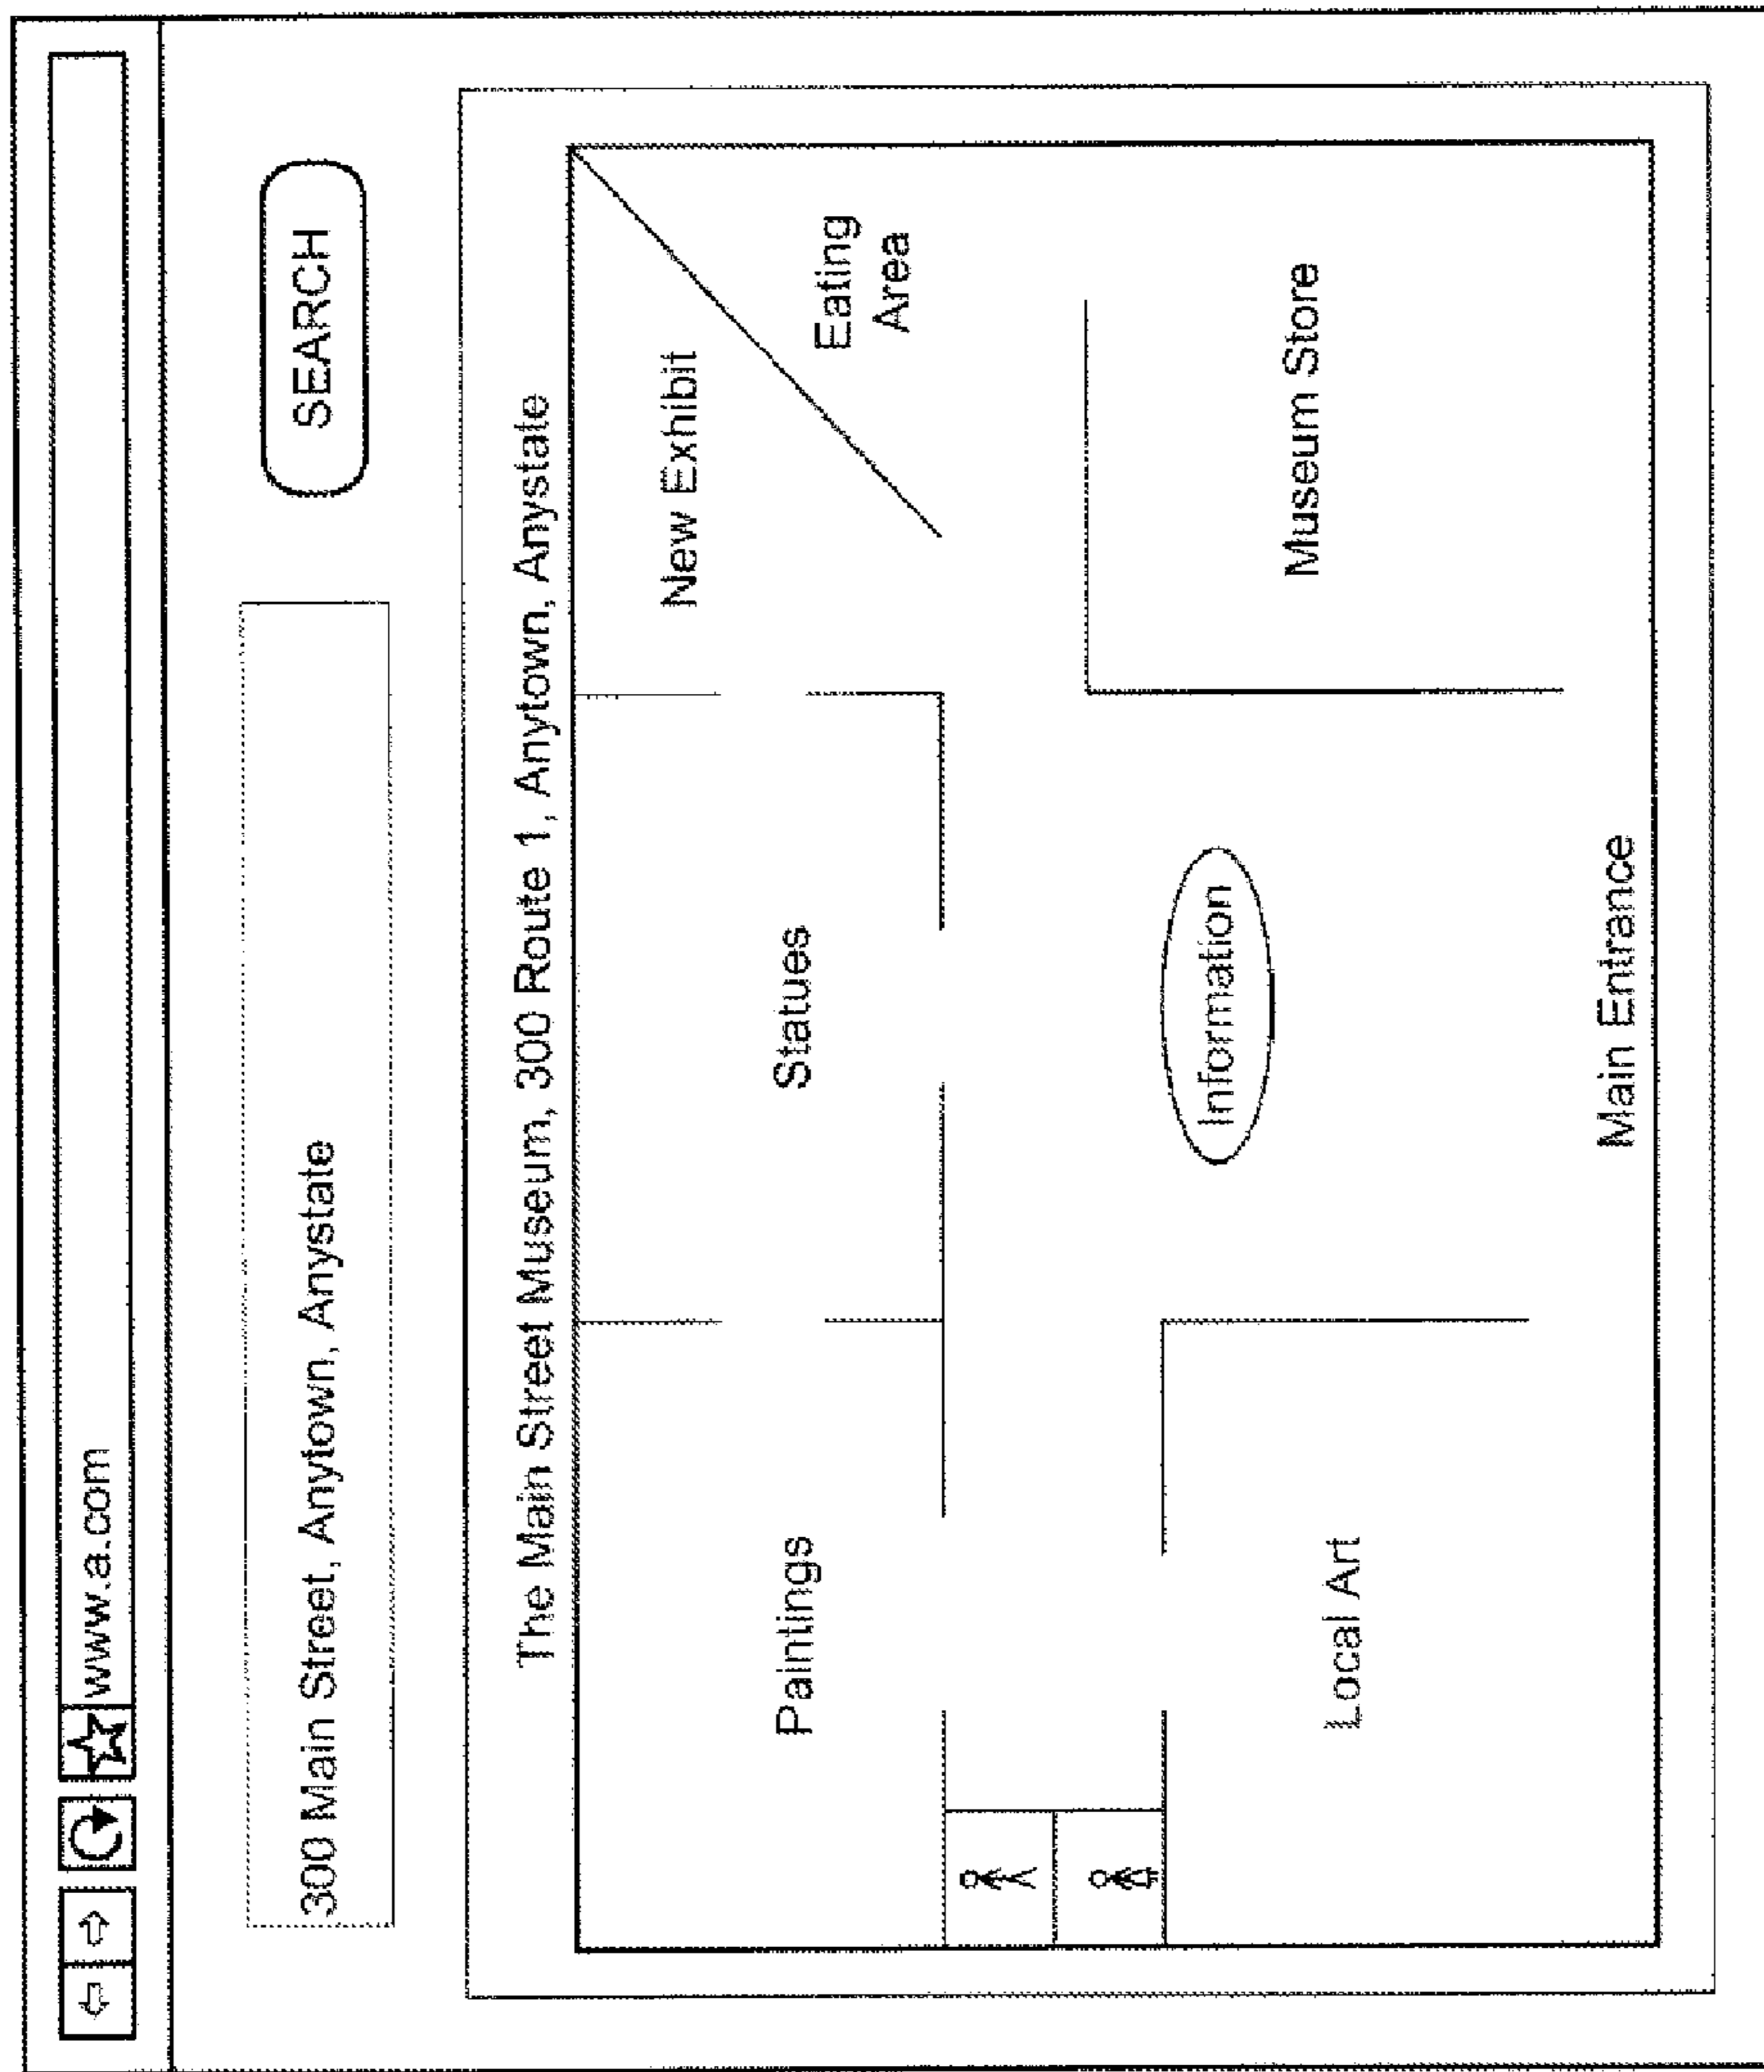 www.a.com
300 Main Street, Anytown, Anystate
SEARCH
The Main Street Museum, 300 Route 1, Anytown, Anystate
New Exhibit
Paintings
Statues
Eating
Area
Information
Local Art
Museum Store
Main Entrance